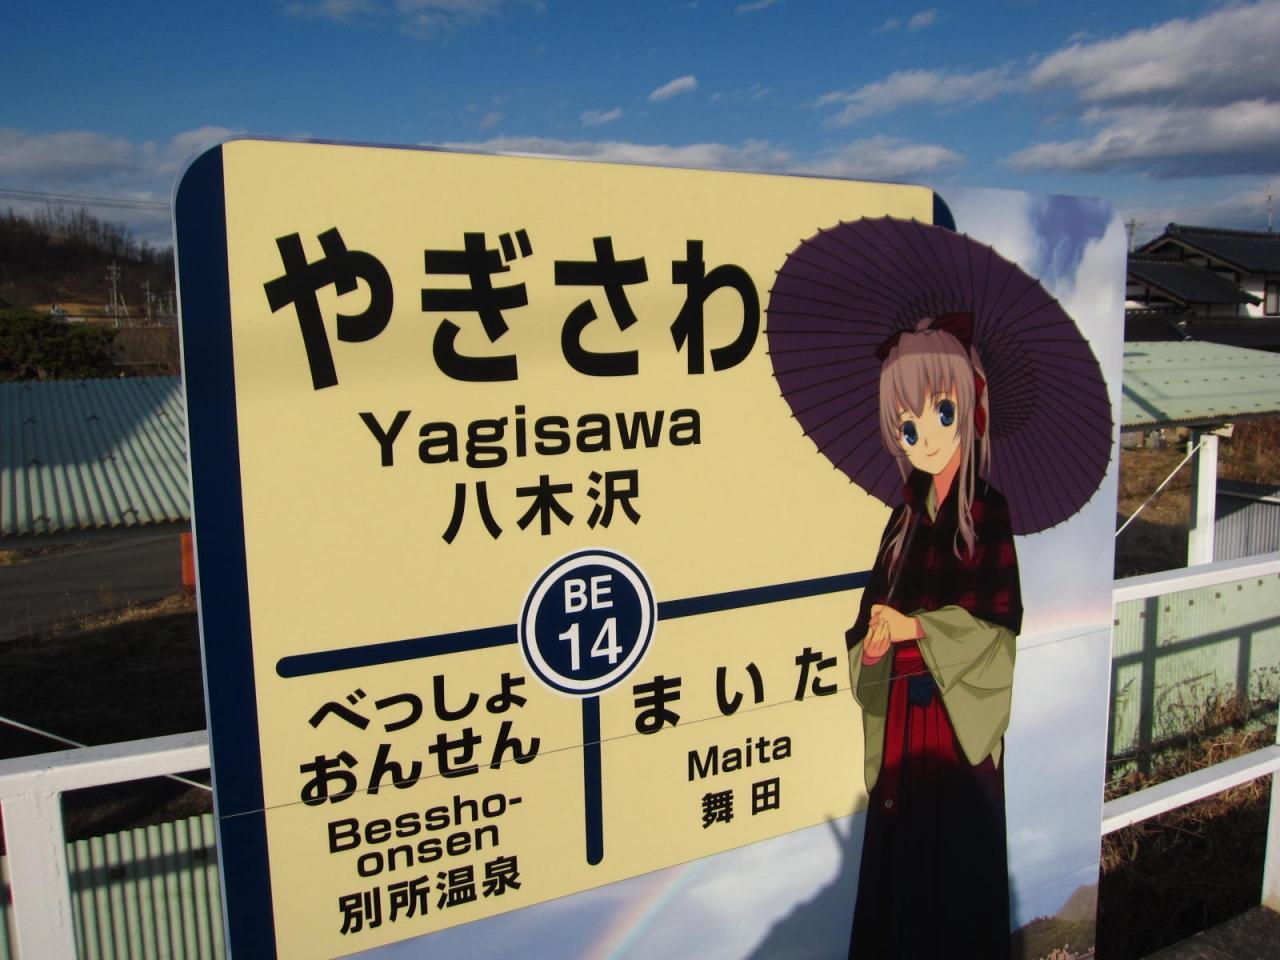 やぎさわ
Yagisawa
八木沢
BE
14
べっしょ
おんせん
Bessho-
onsen
別所温泉
まいた
Maita
舞田